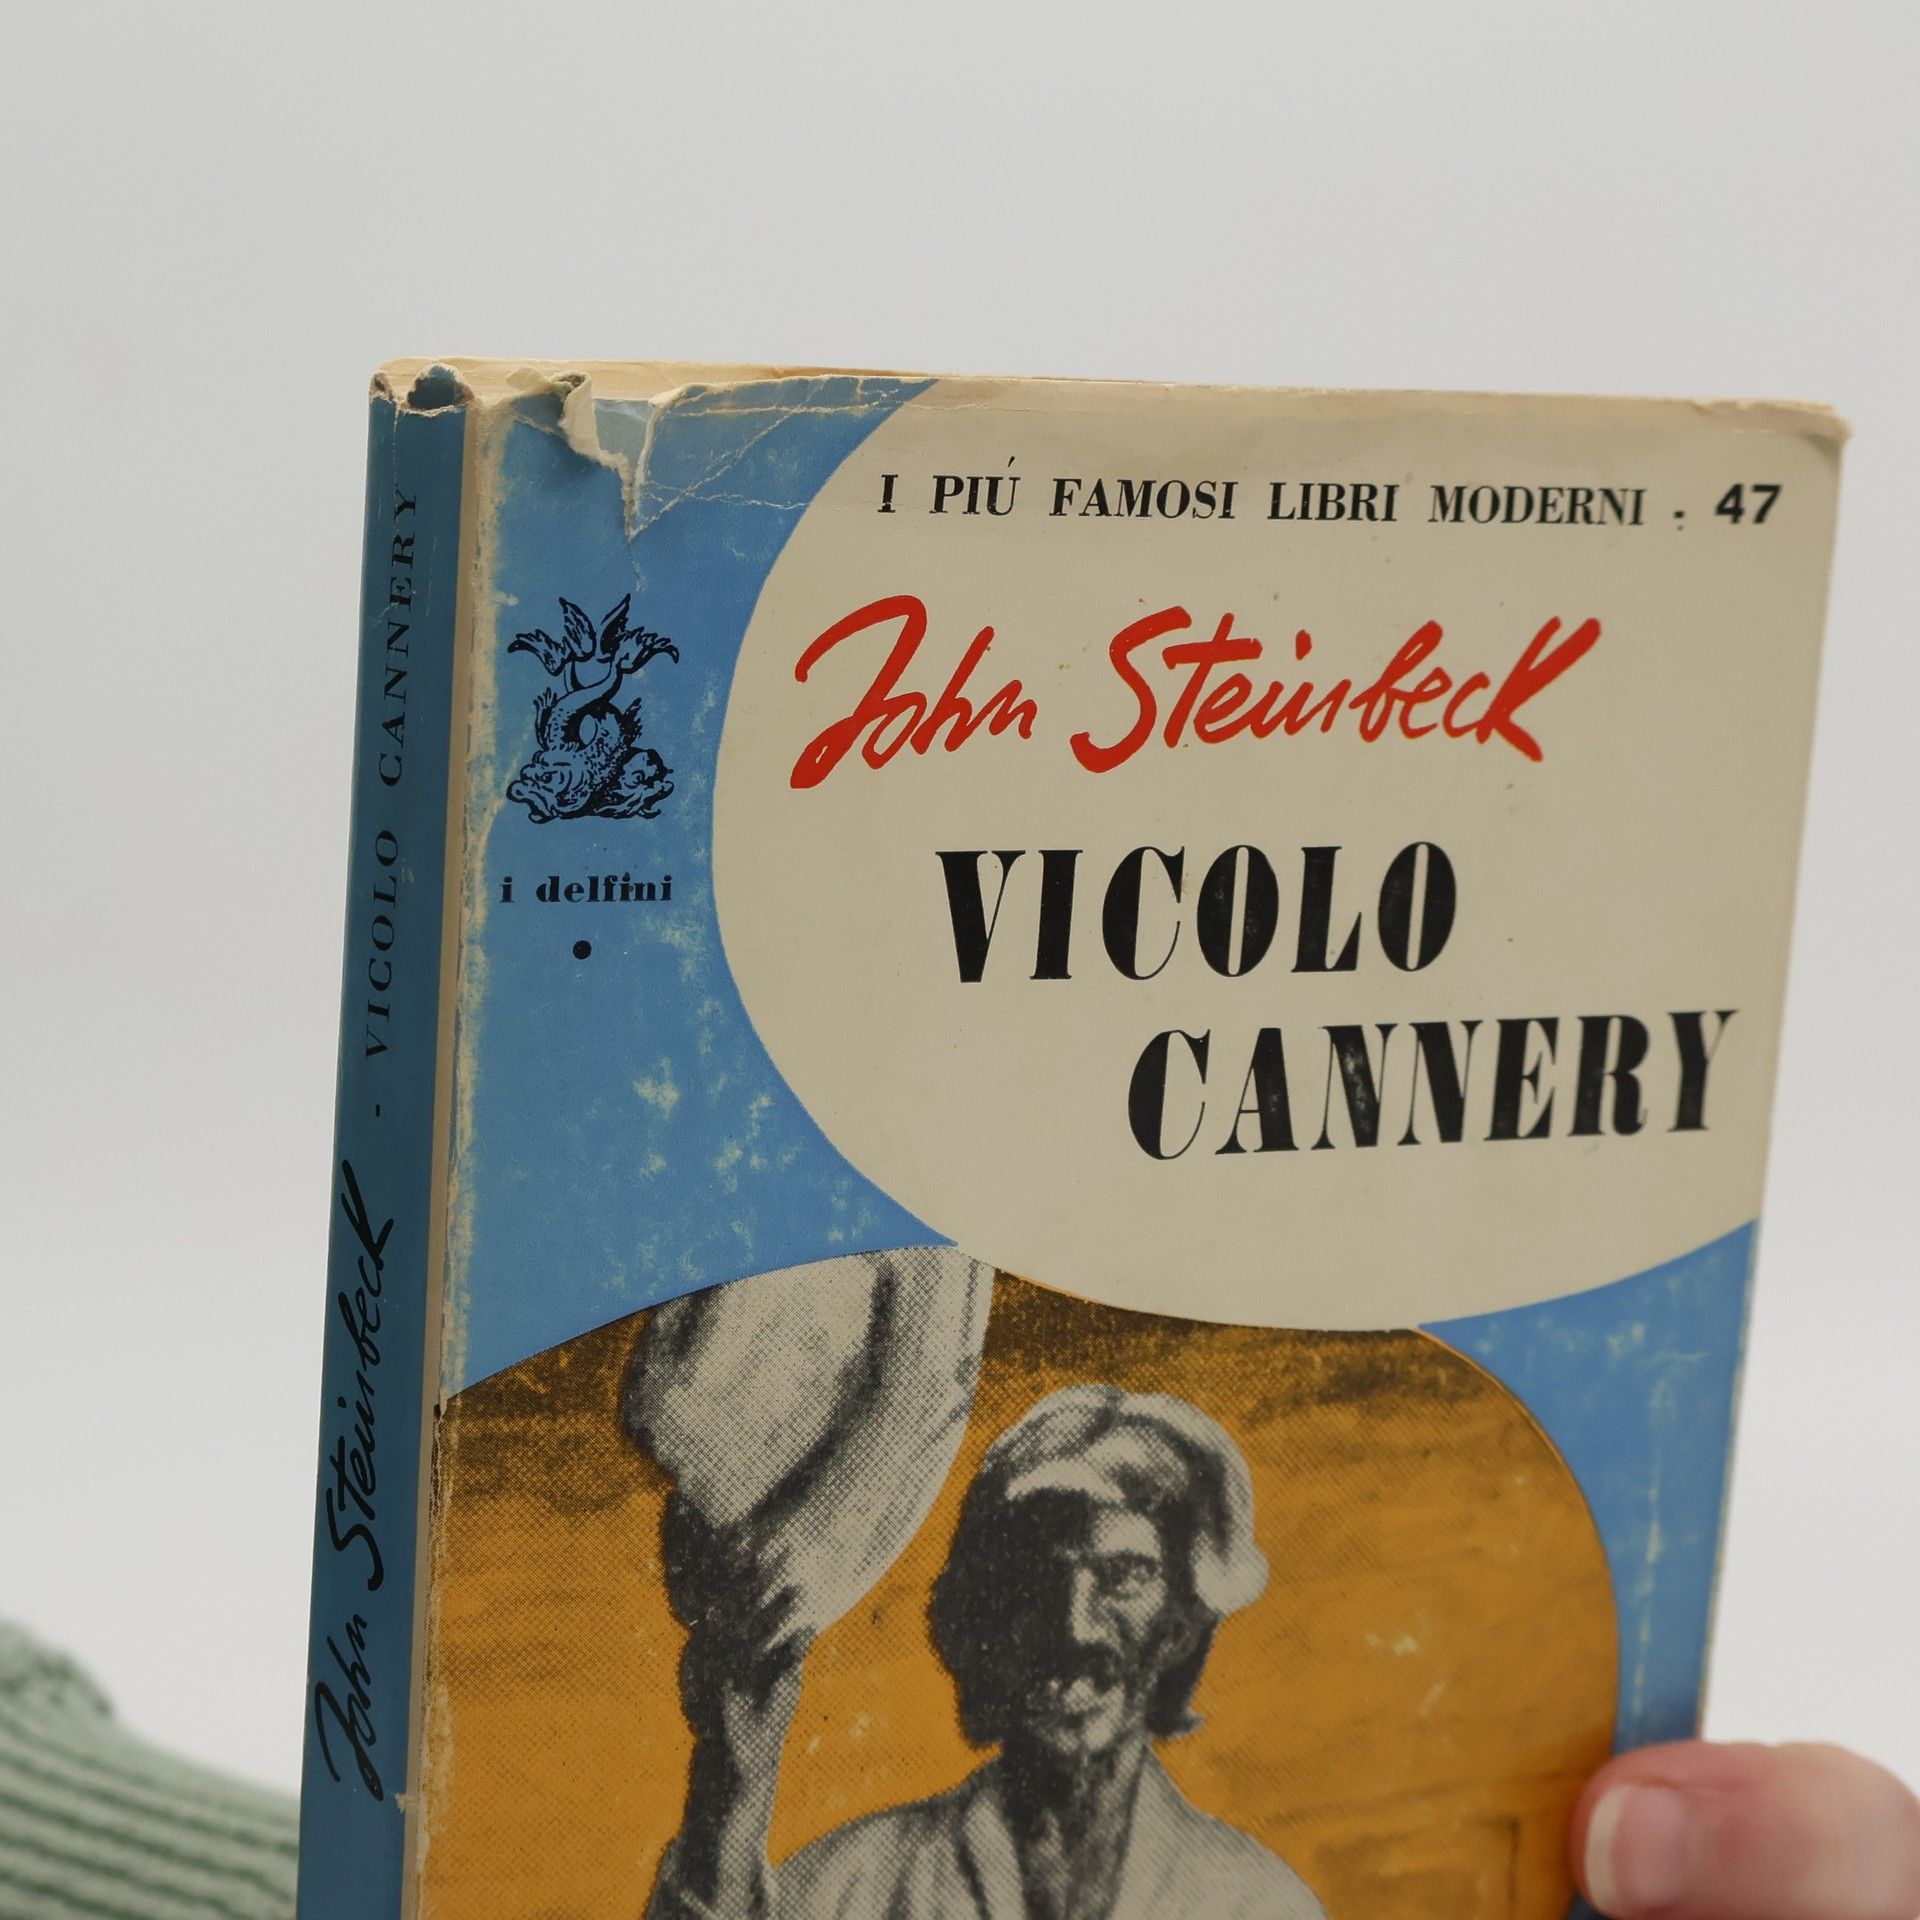 I PIÚ FAMOSI LIBRI MODERNI . 47
John Steinbeck
VICOLO
CANNERY
i delfini
John Steinbeck - VICOLO CANNERY